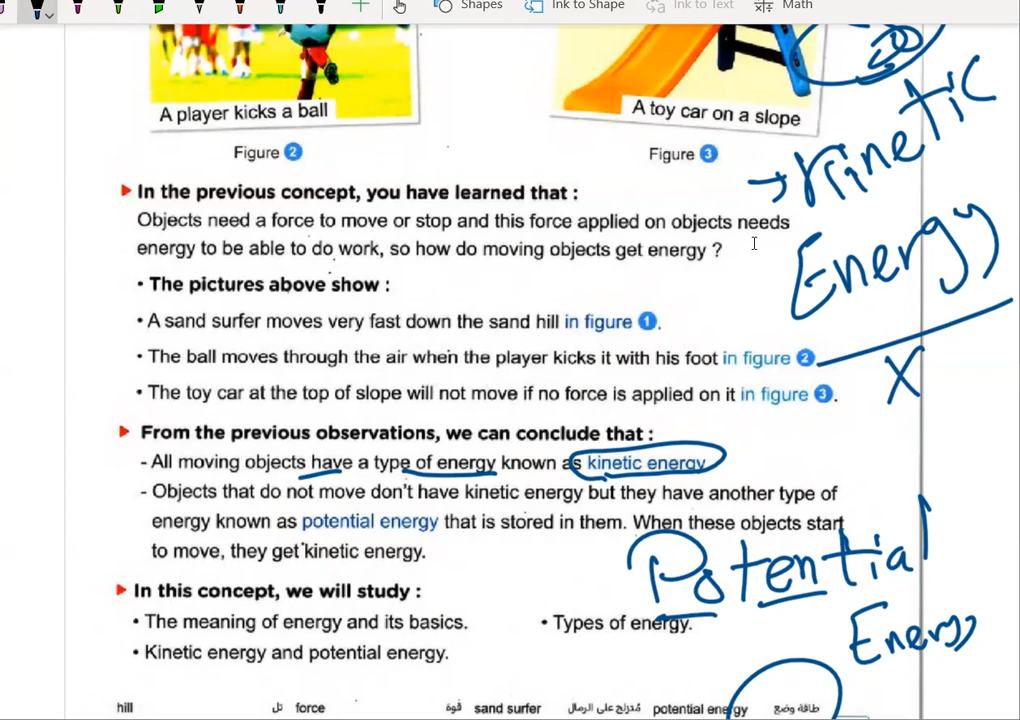 Shapes Ink to Shape Ink to Text Math
A player kicks a ball
A toy car on a slope
Figure 2
Figure 3
→ Kinetic
Energy
X
▶ In the previous concept, you have learned that :
Objects need a force to move or stop and this force applied on objects needs
energy to be able to do work, so how do moving objects get energy ?
• The pictures above show :
• A sand surfer moves very fast down the sand hill in figure 1.
• The ball moves through the air when the player kicks it with his foot in figure 2
• The toy car at the top of slope will not move if no force is applied on it in figure 3.
▶ From the previous observations, we can conclude that :
- All moving objects have a type of energy known as kinetic energy
- Objects that do not move don't have kinetic energy but they have another type of
energy known as potential energy that is stored in them. When these objects start
to move, they get kinetic energy.
Potential
Energy
▶ In this concept, we will study :
• The meaning of energy and its basics.
• Types of energy.
• Kinetic energy and potential energy.
hill تل force قوة sand surfer مُتزلج على الرمال potential energy طاقة وضع